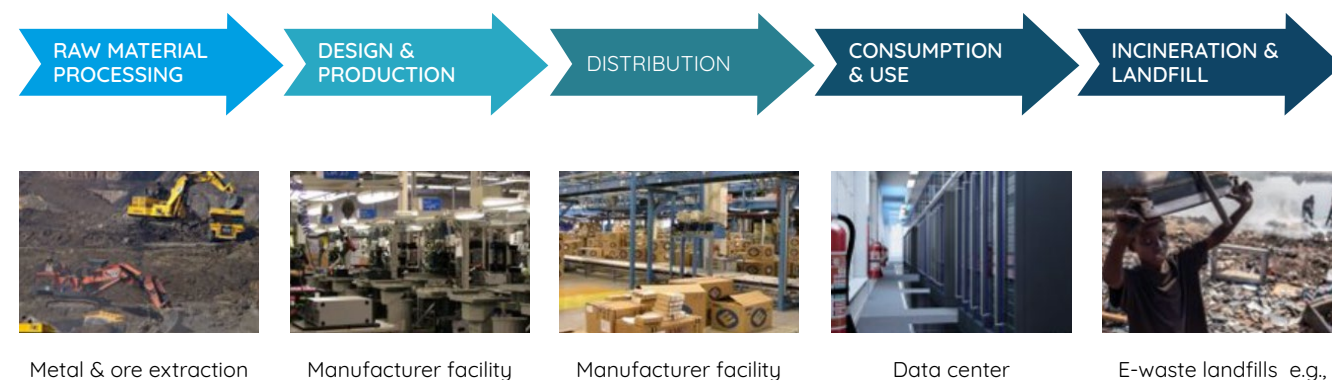 RAW MATERIAL
PROCESSING
DESIGN &
PRODUCTION
DISTRIBUTION
CONSUMPTION
& USE
INCINERATION &
LANDFILL
Metal & ore extraction
Manufacturer facility
Manufacturer facility
Data center
E-waste landfills e.g.,